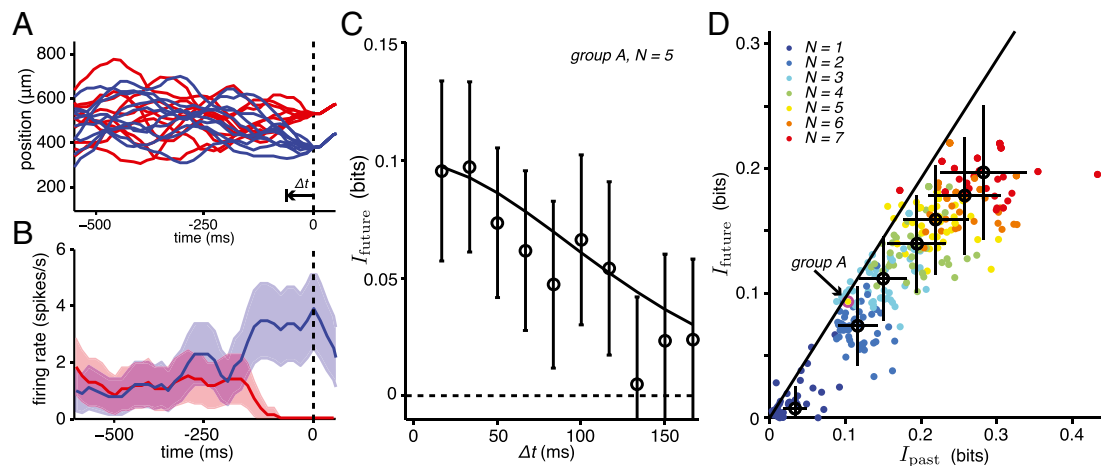 A
position (μm)
800
600
400
200
Δt
−500
−250
0
time (ms)
B
firing rate (spikes/s)
6
4
2
0
−500
−250
0
time (ms)
C
group A, N = 5
I_future (bits)
0.15
0.1
0.05
0
0
50
100
150
Δt (ms)
D
N = 1
N = 2
N = 3
N = 4
N = 5
N = 6
N = 7
group A
I_future (bits)
0.3
0.2
0.1
0
0
0.1
0.2
0.3
0.4
I_past (bits)